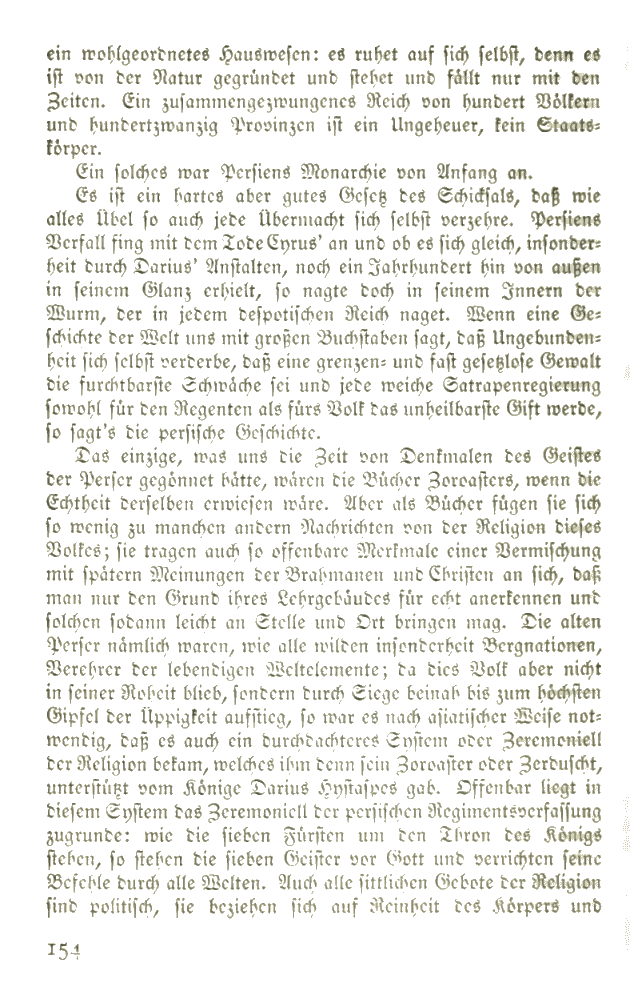 ein wohlgeordnetes Hauswesen: es ruhet auf sich selbst, denn es
ist von der Natur gegründet und stehet und fällt nur mit den
Zeiten. Ein zusammengezwungenes Reich von hundert Völkern
und hundertzwanzig Provinzen ist ein Ungeheuer, kein Staats-
körper.
Ein solches war Persiens Monarchie von Anfang an.
Es ist ein hartes aber gutes Gesetz des Schicksals, daß wie
alles Übel so auch jede Übermacht sich selbst verzehre. Persiens
Verfall fing mit dem Tode Cyrus' an und ob es sich gleich, insonder-
heit durch Darius' Anstalten, noch ein Jahrhundert hin von außen
in seinem Glanz erhielt, so nagte doch in seinem Innern der
Wurm, der in jedem despotischen Reich naget. Wenn eine Ge-
schichte der Welt uns mit großen Buchstaben sagt, daß Ungebunden-
heit sich selbst verderbe, daß eine grenzen- und fast gesetzlose Gewalt
die furchtbarste Schwäche sei und jede weiche Satrapenregierung
sowohl für den Regenten als fürs Volk das unheilbarste Gift werde,
so sagt's die persische Geschichte.
Das einzige, was uns die Zeit von Denkmalen des Geistes
der Perser gegönnet hätte, wären die Bücher Zoroasters, wenn die
Echtheit derselben erwiesen wäre. Aber als Bücher fügen sie sich
so wenig zu manchen andern Nachrichten von der Religion dieses
Volkes; sie tragen auch so offenbare Merkmale einer Vermischung
mit spätern Meinungen der Brahmanen und Christen an sich, daß
man nur den Grund ihres Lehrgebäudes für echt anerkennen und
solchen sodann leicht an Stelle und Ort bringen mag. Die alten
Perser nämlich waren, wie alle wilden insonderheit Bergnationen,
Verehrer der lebendigen Weltelemente; da dies Volk aber nicht
in seiner Roheit blieb, sondern durch Siege beinah bis zum höchsten
Gipfel der Üppigkeit aufstieg, so war es nach asiatischer Weise not-
wendig, daß es auch ein durchdachteres System oder Zeremoniell
der Religion bekam, welches ihm denn sein Zoroaster oder Zerduscht,
unterstützt vom Könige Darius Hystaspes gab. Offenbar liegt in
diesem System das Zeremoniell der persischen Regimentsverfassung
zugrunde: wie die sieben Fürsten um den Thron des Königs
stehen, so stehen die sieben Geister vor Gott und verrichten seine
Befehle durch alle Welten. Auch alle sittlichen Gebote der Religion
sind politisch, sie beziehen sich auf Reinheit des Körpers und
154